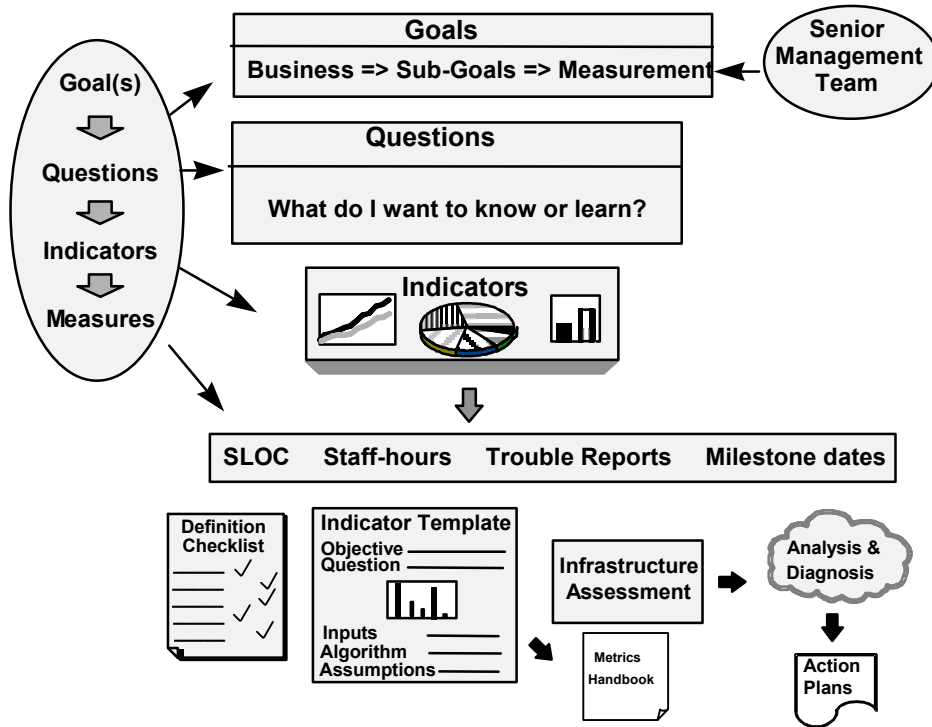 Goal(s)
Questions
Indicators
Measures
Goals
Business => Sub-Goals => Measurement
Senior
Management
Team
Questions
What do I want to know or learn?
Indicators
SLOC Staff-hours Trouble Reports Milestone dates
Definition
Checklist
Indicator Template
Objective
Question
Inputs
Algorithm
Assumptions
Infrastructure
Assessment
Metrics
Handbook
Analysis &
Diagnosis
Action
Plans